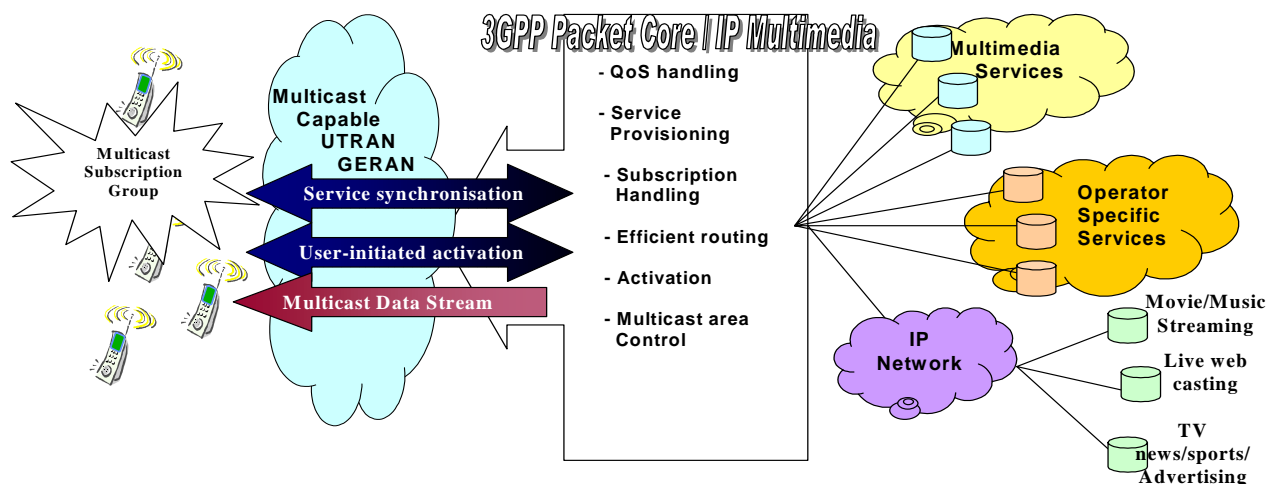 3GPP Packet Core / IP Multimedia
Multicast
Subscription
Group
Multicast
Capable
UTRAN
GERAN
Service synchronisation
User-initiated activation
Multicast Data Stream
- QoS handling
- Service
Provisioning
- Subscription
Handling
- Efficient routing
- Activation
- Multicast area
Control
Multimedia
Services
Operator
Specific
Services
IP
Network
Movie/Music
Streaming
Live web
casting
TV
news/sports/
Advertising